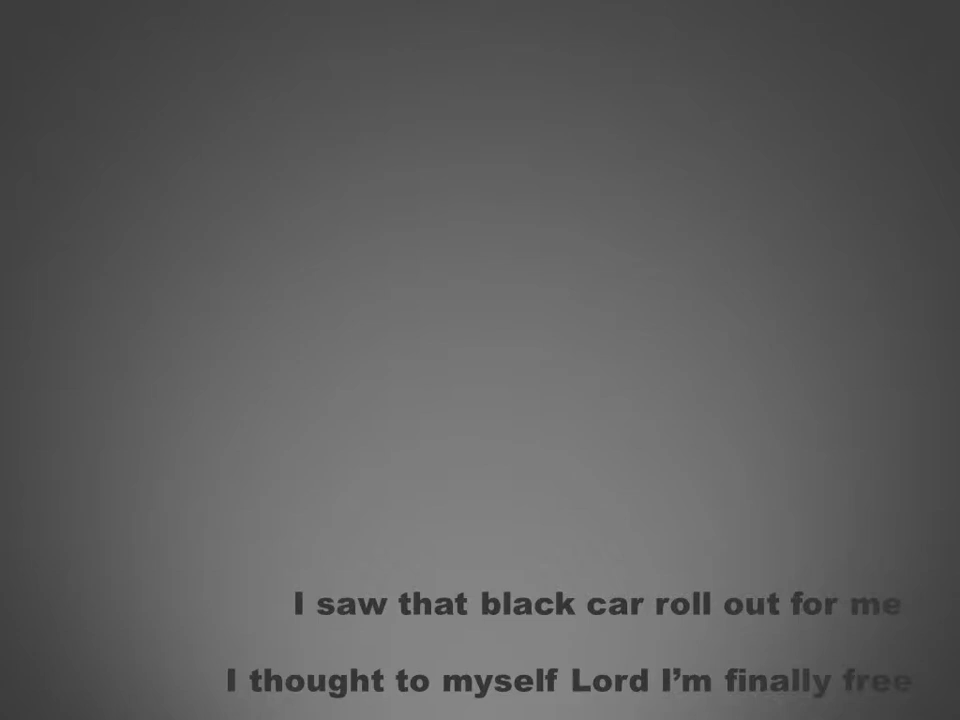 I saw that black car roll out for me
I thought to myself Lord I’m finally free